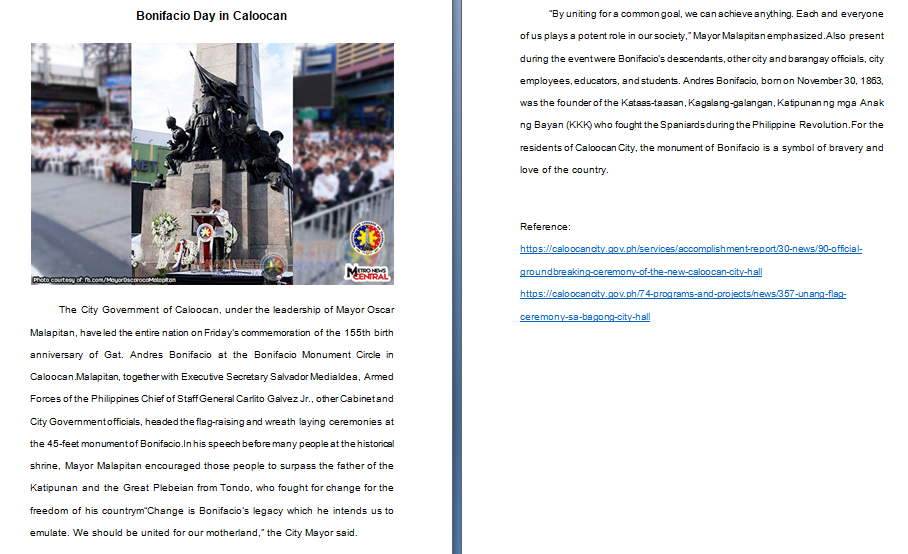 Bonifacio Day in Caloocan
Photo courtesy of: fb.com/MayorOscarocaMalapitan
METRO NEWS
CENTRAL
The City Government of Caloocan, under the leadership of Mayor Oscar
Malapitan, have led the entire nation on Friday's commemoration of the 155th birth
anniversary of Gat. Andres Bonifacio at the Bonifacio Monument Circle in
Caloocan.Malapitan, together with Executive Secretary Salvador Medialdea, Armed
Forces of the Philippines Chief of Staff General Carlito Galvez Jr., other Cabinet and
City Government officials, headed the flag-raising and wreath laying ceremonies at
the 45-feet monument of Bonifacio.In his speech before many people at the historical
shrine, Mayor Malapitan encouraged those people to surpass the father of the
Katipunan and the Great Plebeian from Tondo, who fought for change for the
freedom of his countrym"Change is Bonifacio's legacy which he intends us to
emulate. We should be united for our motherland," the City Mayor said.
"By uniting for a common goal, we can achieve anything. Each and everyone
of us plays a potent role in our society," Mayor Malapitan emphasized.Also present
during the event were Bonifacio's descendants, other city and barangay officials, city
employees, educators, and students. Andres Bonifacio, born on November 30, 1863,
was the founder of the Kataas-taasan, Kagalang-galangan, Katipunan ng mga Anak
ng Bayan (KKK) who fought the Spaniards during the Philippine Revolution.For the
residents of Caloocan City, the monument of Bonifacio is a symbol of bravery and
love of the country.
Reference:
https://caloocancity.gov.ph/services/accomplishment-report/30-news/90-official-
groundbreaking-ceremony-of-the-new-caloocan-city-hall
https://caloocancity.gov.ph/74-programs-and-projects/news/357-unang-flag-
ceremony-sa-bagong-city-hall